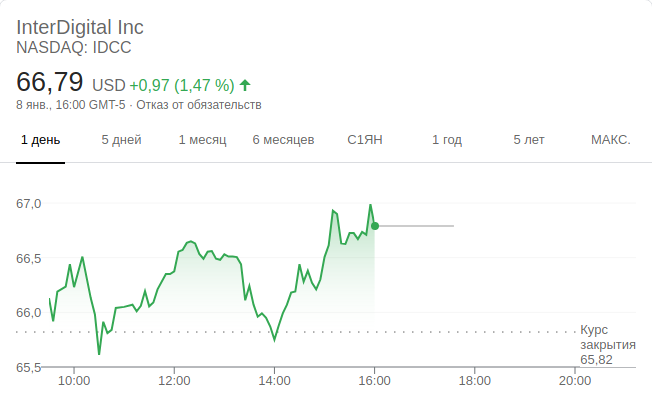 InterDigital Inc
NASDAQ: IDCC
66,79 USD +0,97 (1,47 %)
8 янв., 16:00 GMT-5 · Отказ от обязательств
1 день 5 дней 1 месяц 6 месяцев С1ЯН 1 год 5 лет МАКС.
67,0
66,5
66,0
Курс
закрытия
65,82
65,5
10:00 12:00 14:00 16:00 18:00 20:00